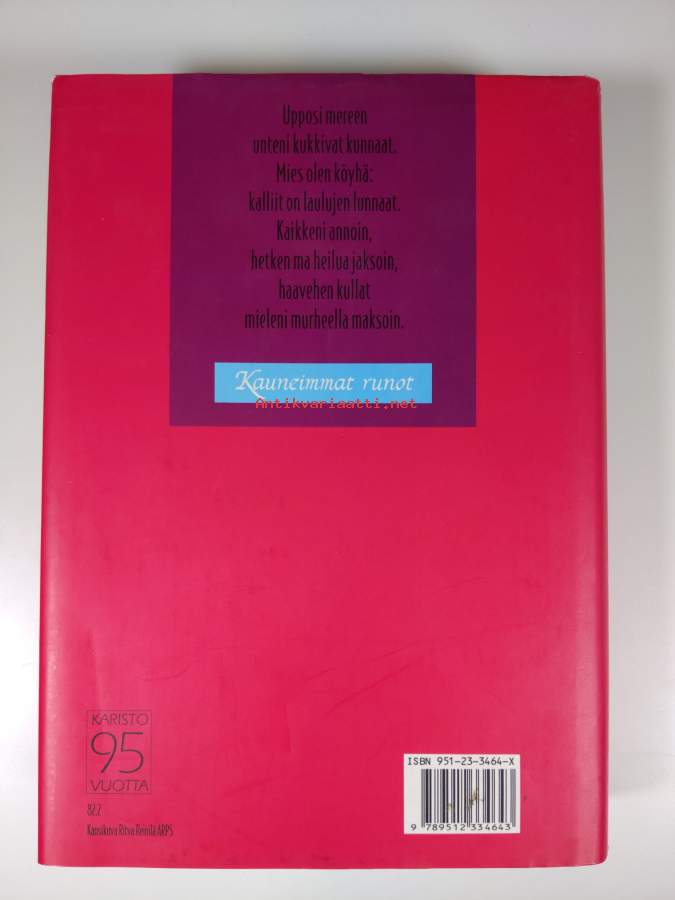 Upposi mereen
unteni kukkivat kunnaat.
Mies olen köyhä:
kalliit on laulujen lunnaat.
Kaikkeni annoin,
hetken ma heilua jaksoin,
haavehen kullat
mieleni murheella maksoin.
Kauneimmat runot
Antikvariaatti.net
KARISTO
95
VUOTTA
82.2
Kansikuva Ritva Reinilä ARPS
ISBN 951-23-3464-X
9 789512 334643